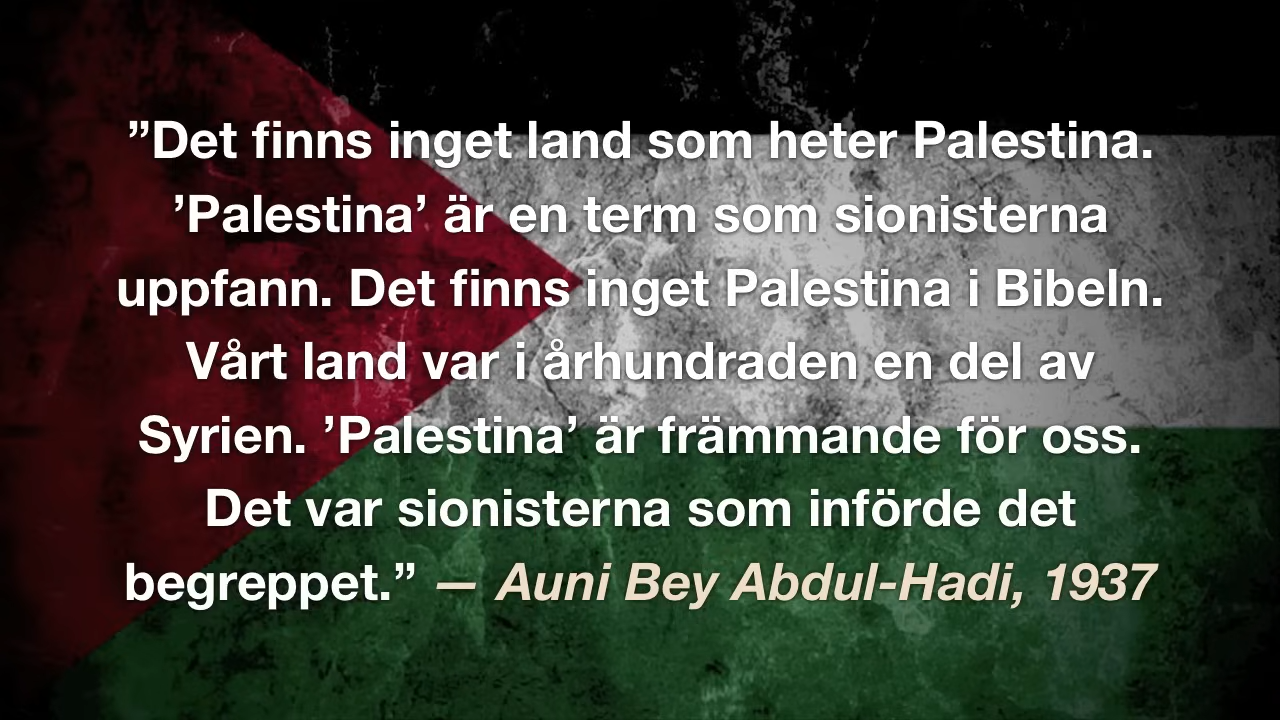 ”Det finns inget land som heter Palestina.
’Palestina’ är en term som sionisterna
uppfann. Det finns inget Palestina i Bibeln.
Vårt land var i århundraden en del av
Syrien. ’Palestina’ är främmande för oss.
Det var sionisterna som införde det
begreppet.” — Auni Bey Abdul-Hadi, 1937